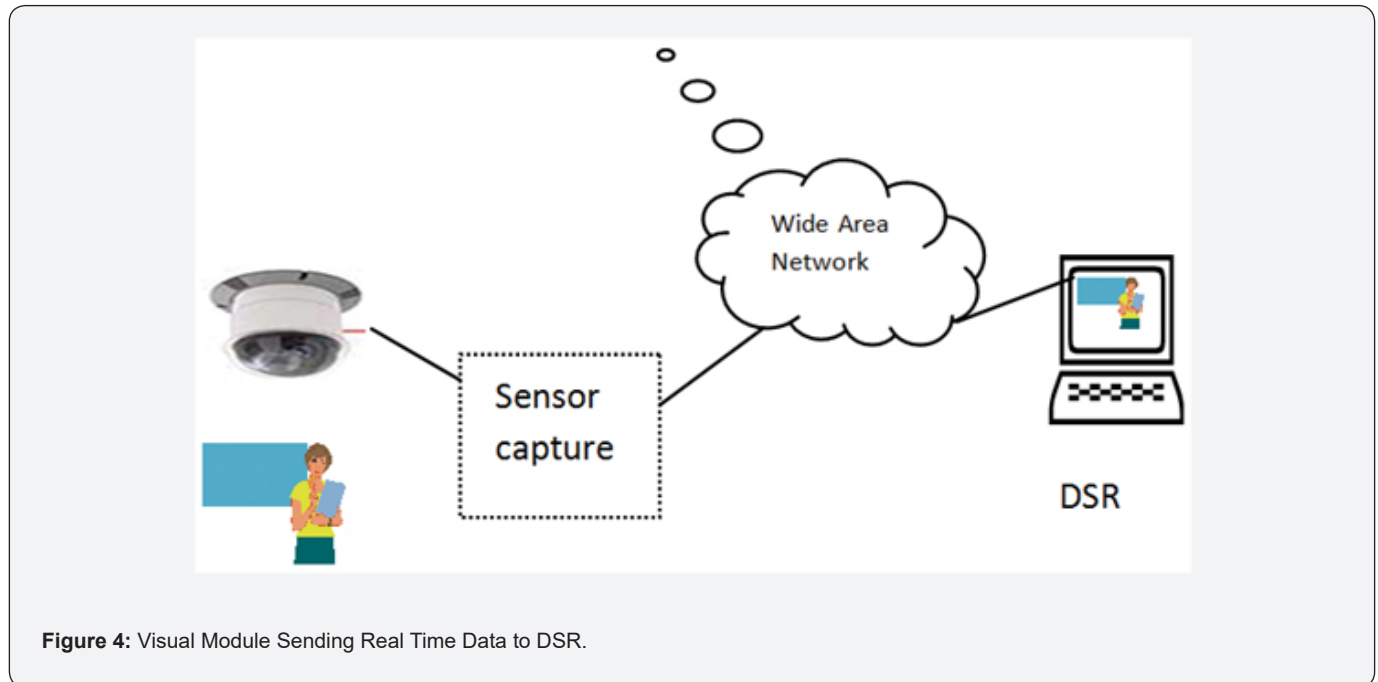 Wide Area
Network
Sensor
capture
DSR
Figure 4: Visual Module Sending Real Time Data to DSR.